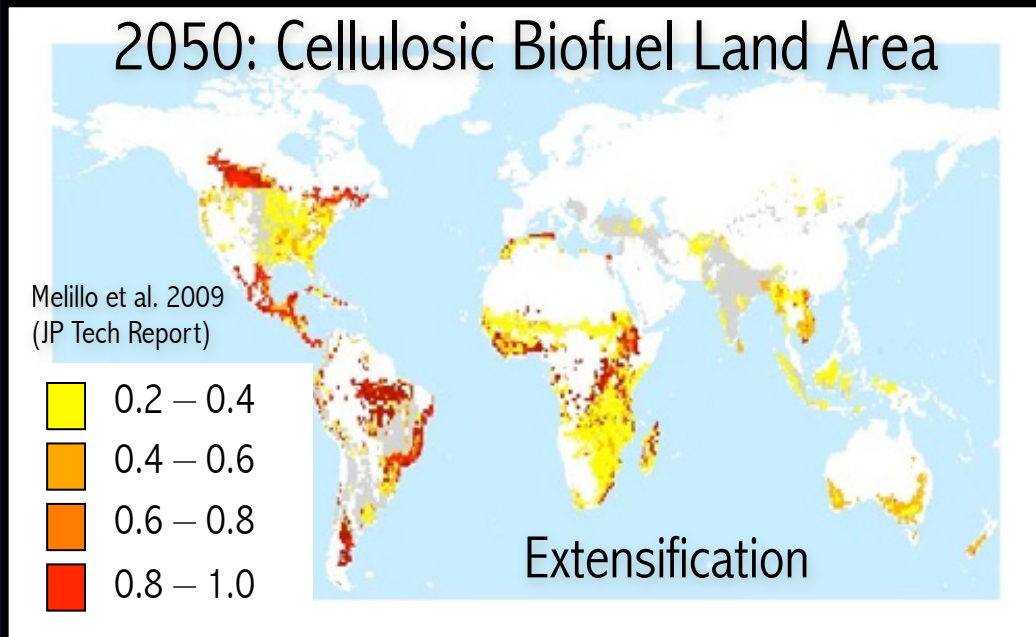 2050: Cellulosic Biofuel Land Area
Melillo et al. 2009
(JP Tech Report)
0.2 – 0.4
0.4 – 0.6
0.6 – 0.8
0.8 – 1.0
Extensification